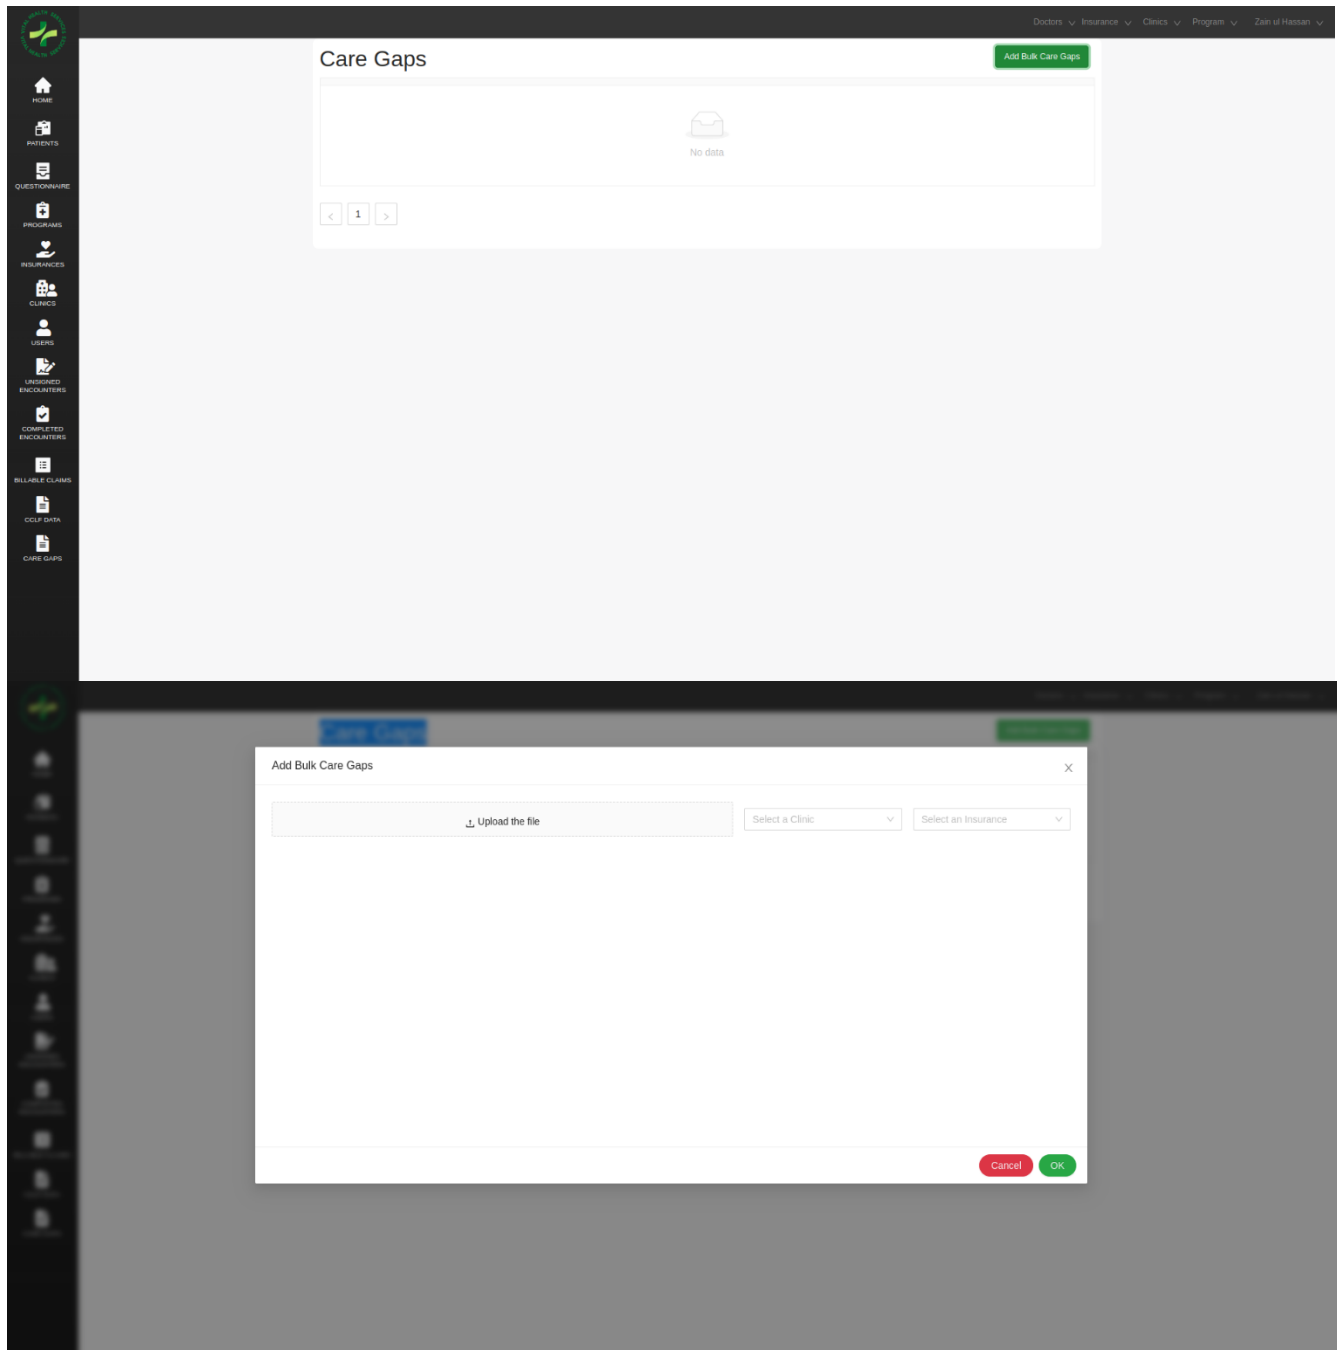 Doctors Insurance Clinics Program Zain ul Hassan
HOME
PATIENTS
QUESTIONNAIRE
PROGRAMS
INSURANCES
CLINICS
USERS
UNSIGNED
ENCOUNTERS
COMPLETED
ENCOUNTERS
BILLABLE CLAIMS
CCLF DATA
CARE GAPS
Care Gaps
Add Bulk Care Gaps
No data
1
Care Gaps
Add Bulk Care Gaps
Upload the file
Select a Clinic
Select an Insurance
Cancel
OK